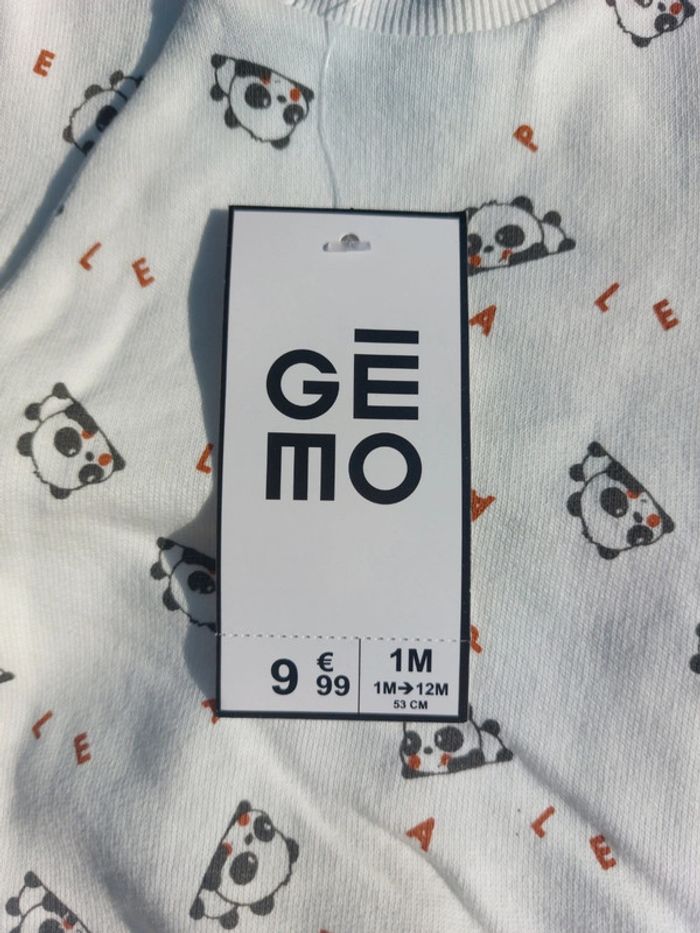 E
P
L E
L E
A
GĒ
MO
L
A
9 €99
1M
1M➔12M
53 CM
L E
A L E